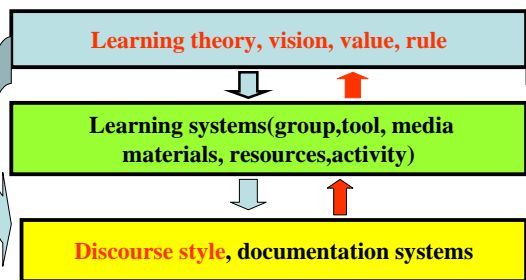 Learning theory, vision, value, rule
Learning systems(group,tool, media
materials, resources,activity)
Discourse style, documentation systems